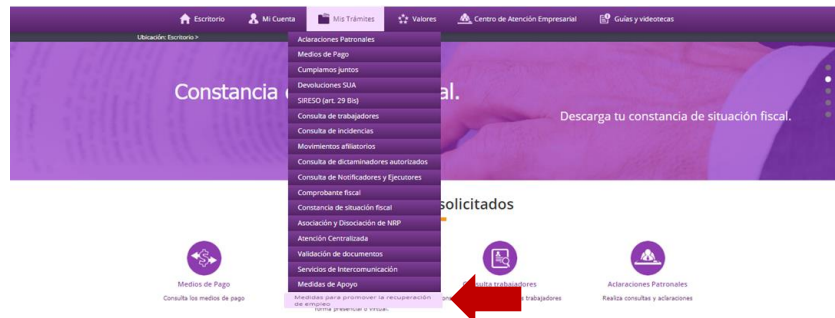 Escritorio Mi Cuenta Mis Trámites Valores Centro de Atención Empresarial Guías y videotecas
Ubicación: Escritorio >
Aclaraciones Patronales
Medios de Pago
Cumplamos juntos
Devoluciones SUA
SIRESO (art. 29 Bis)
Consulta de trabajadores
Consulta de incidencias
Movimientos afiliatorios
Consulta de dictaminadores autorizados
Consulta de Notificadores y Ejecutores
Comprobante fiscal
Constancia de situación fiscal
Asociación y Disociación de NRP
Atención Centralizada
Validación de documentos
Servicios de Intercomunicación
Medidas de Apoyo
Medidas para promover la recuperación
de empleo
forma presencial o virtual.
Constancia al.
Descarga tu constancia de situación fiscal.
solicitados
Medios de Pago
Consulta los medios de pago
trabajadores
trabajadores
Aclaraciones Patronales
Realiza consultas y aclaraciones